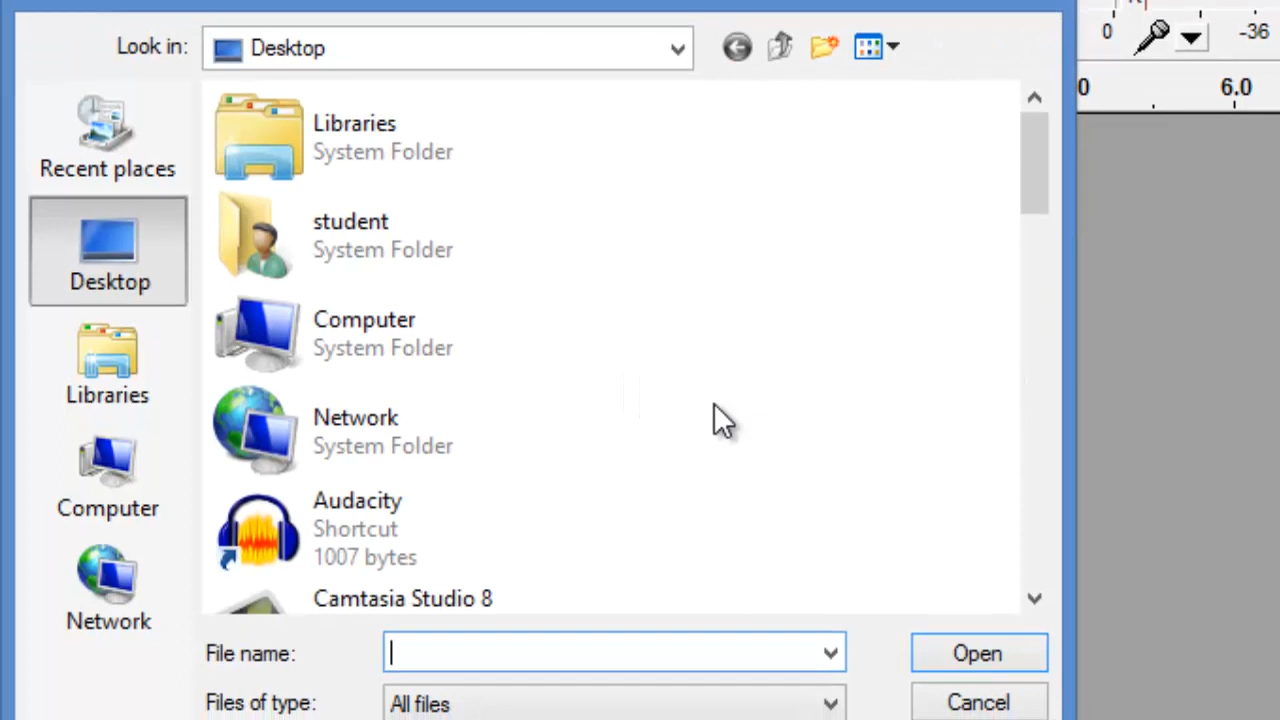 Look in:
Desktop
0
-36
0
6.0
Recent places
Desktop
Libraries
Computer
Network
Libraries
System Folder
student
System Folder
Computer
System Folder
Network
System Folder
Audacity
Shortcut
1007 bytes
Camtasia Studio 8
File name:
Open
Files of type:
All files
Cancel